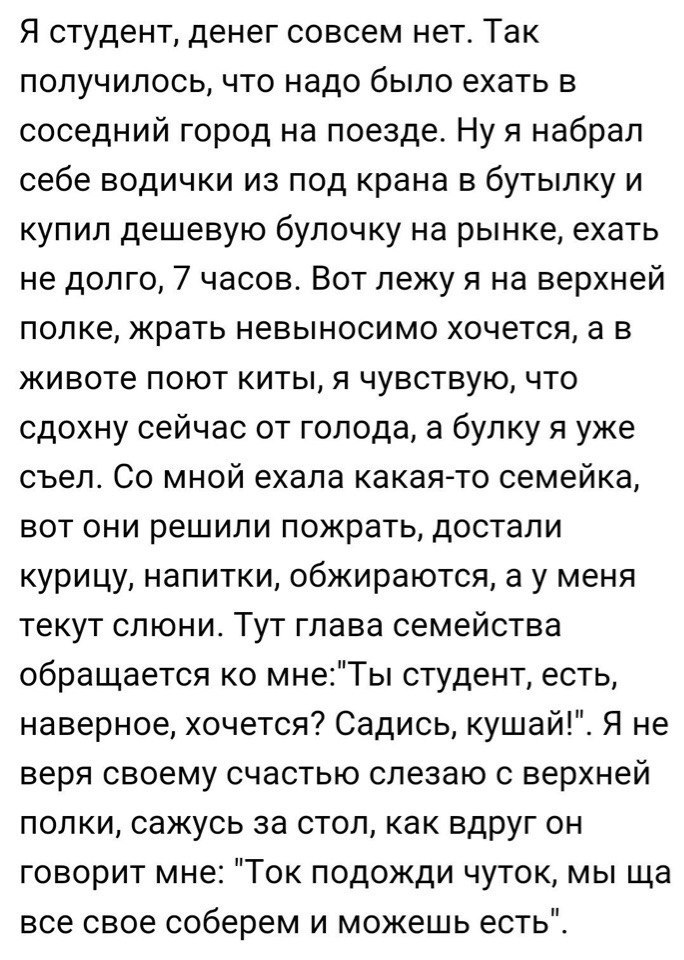 Я студент, денег совсем нет. Так
получилось, что надо было ехать в
соседний город на поезде. Ну я набрал
себе водички из под крана в бутылку и
купил дешевую булочку на рынке, ехать
не долго, 7 часов. Вот лежу я на верхней
полке, жрать невыносимо хочется, а в
животе поют киты, я чувствую, что
сдохну сейчас от голода, а булку я уже
съел. Со мной ехала какая-то семейка,
вот они решили пожрать, достали
курицу, напитки, обжираются, а у меня
текут слюни. Тут глава семейства
обращается ко мне:"Ты студент, есть,
наверное, хочется? Садись, кушай!". Я не
веря своему счастью слезаю с верхней
полки, сажусь за стол, как вдруг он
говорит мне: "Ток подожди чуток, мы ща
все свое соберем и можешь есть".